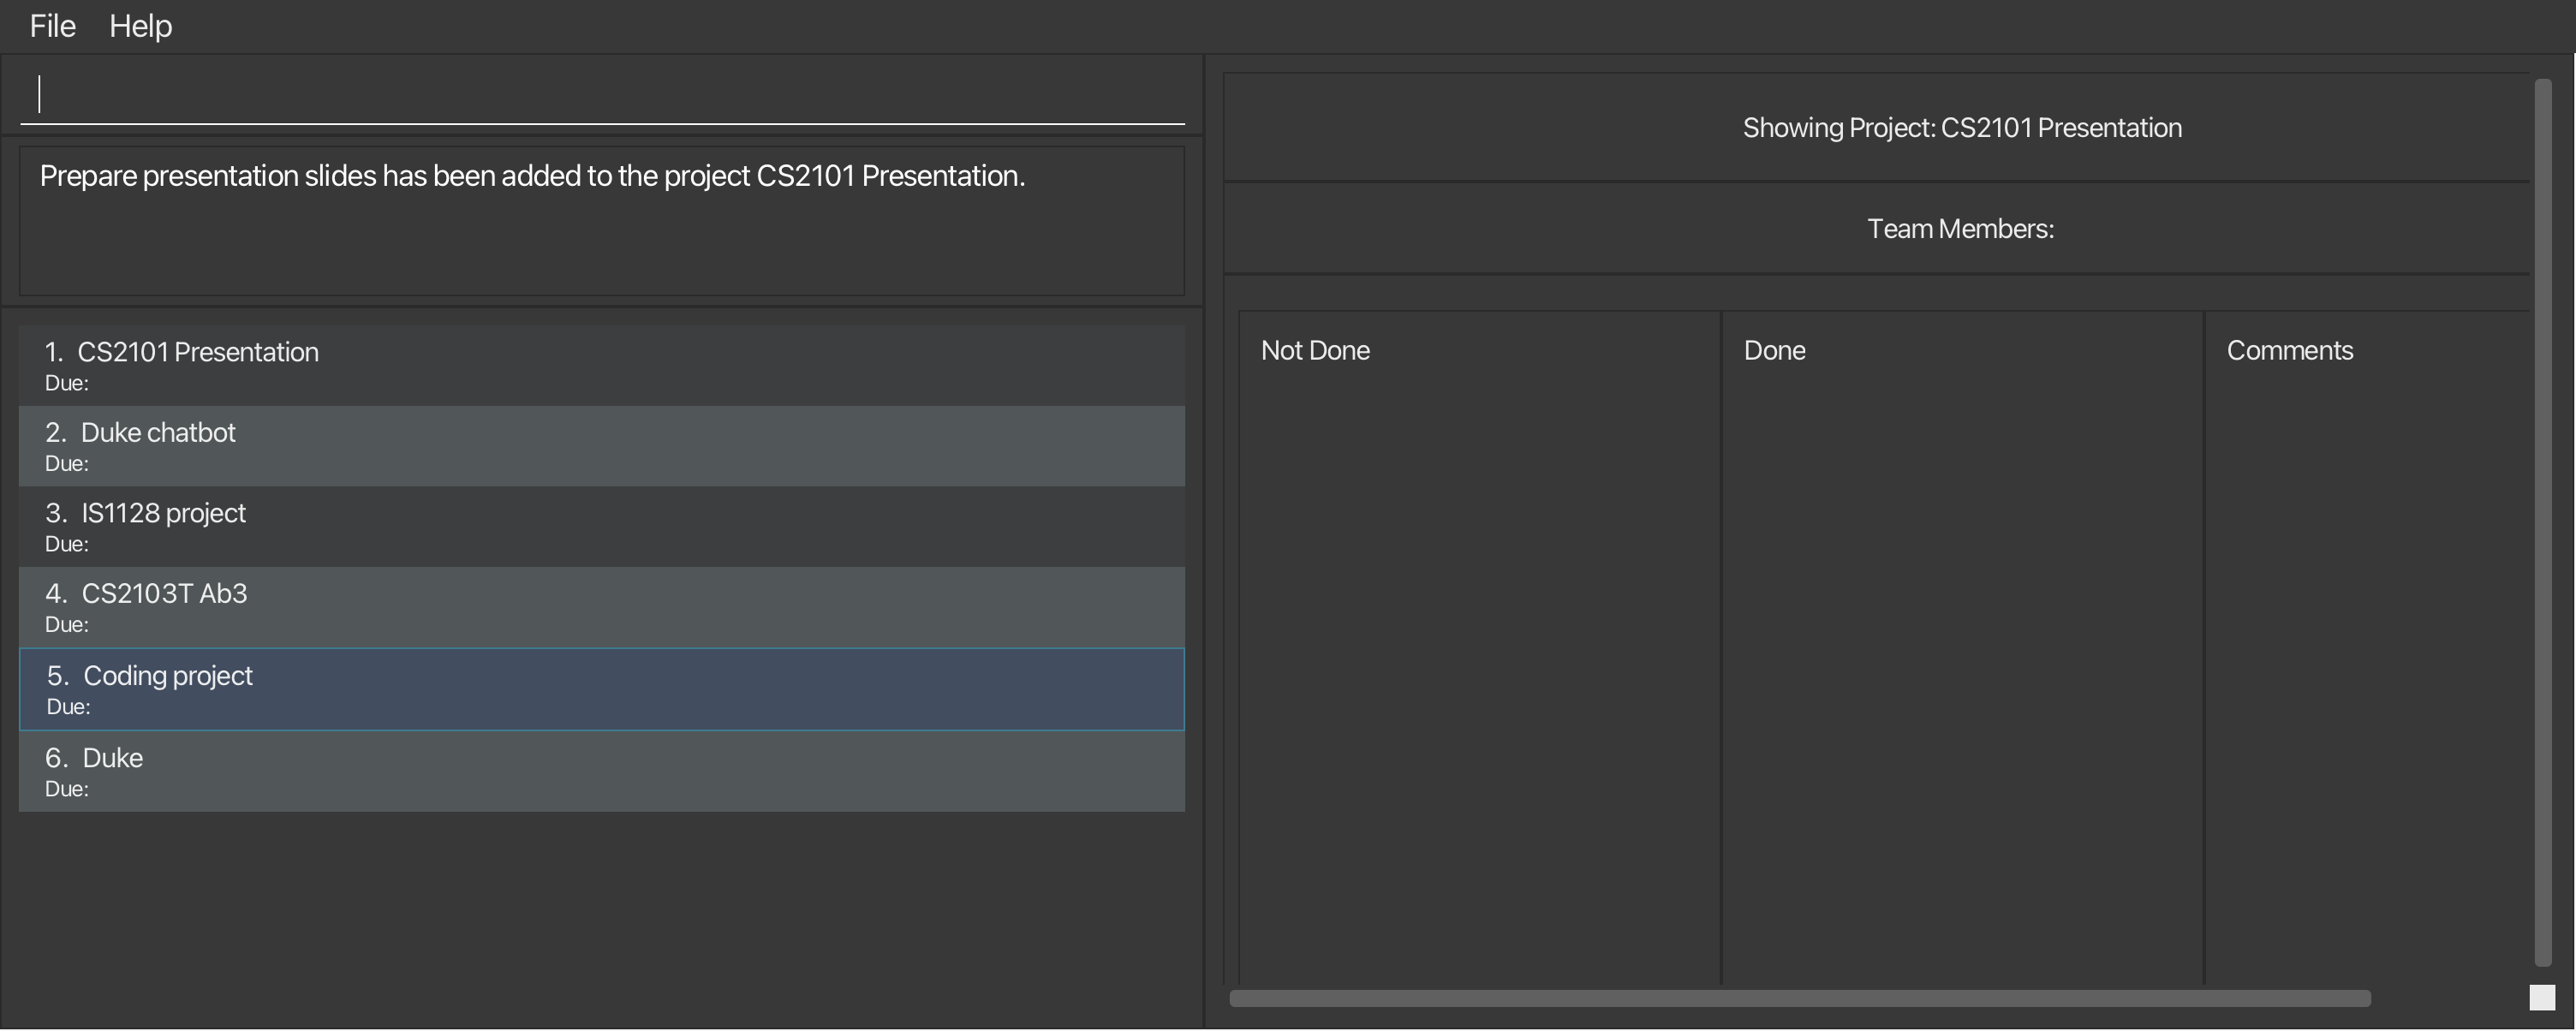 File Help
Prepare presentation slides has been added to the project CS2101 Presentation.
1. CS2101 Presentation
Due:
2. Duke chatbot
Due:
3. IS1128 project
Due:
4. CS2103T Ab3
Due:
5. Coding project
Due:
6. Duke
Due:
Showing Project: CS2101 Presentation
Team Members:
Not Done Done Comments